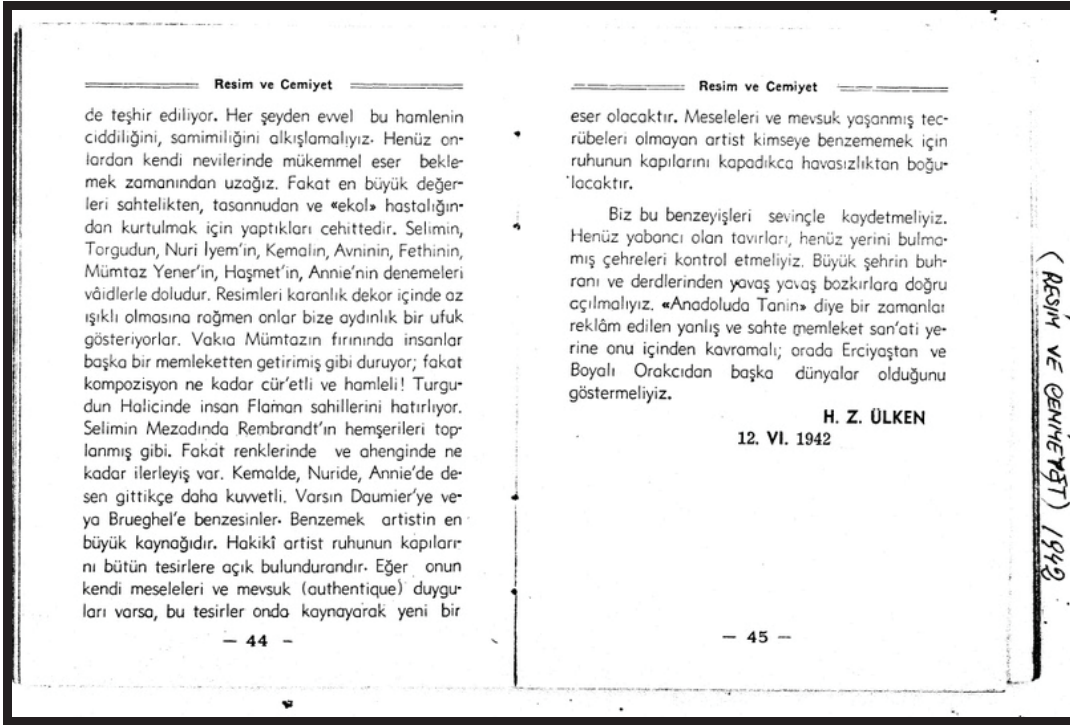 Resim ve Cemiyet
de teşhir ediliyor. Her şeyden evvel bu hamlenin
ciddiliğini, samimiliğini alkışlamalıyız. Henüz on-
lardan kendi nevilerinde mükemmel eser bekle-
mek zamanından uzağız. Fakat en büyük değer-
leri sahtelikten, tasannudan ve «ekol» hastalığın-
dan kurtulmak için yaptıkları cehittedir. Selimin,
Torgudun, Nuri İyem'in, Kemalin, Avninin, Fethinin,
Mümtaz Yener'in, Haşmet'in, Annie'nin denemeleri
vâidlerle doludur. Resimleri karanlık dekor içinde az
ışıklı olmasına rağmen onlar bize aydınlık bir ufuk
gösteriyorlar. Vakıa Mümtazın fırınında insanlar
başka bir memleketten getirimiş gibi duruyor; fakat
kompozisyon ne kadar cür'etli ve hamleli! Turgu-
dun Halicinde insan Flaman sahillerini hatırlıyor.
Selimin Mezadında Rembrandt'ın hemşerileri top-
lanmış gibi. Fakat renklerinde ve ahenginde ne
kadar ilerleyiş var. Kemalde, Nuride, Annie'de de-
sen gittikçe daha kuvvetli. Varsın Daumier'ye ve-
ya Brueghel'e benzesinler. Benzemek artistin en
büyük kaynağıdır. Hakikî artist ruhunun kapıları-
nı bütün tesirlere açık bulundurandır. Eğer onun
kendi meseleleri ve mevsuk (authentique) duygu-
ları varsa, bu tesirler onda kaynayarak yeni bir
— 44 —
Resim ve Cemiyet
eser olacaktır. Meseleleri ve mevsuk yaşanmış tec-
rübeleri olmayan artist kimseye benzememek için
ruhunun kapılarını kapadıkca havasızlıktan boğu-
lacaktır.
Biz bu benzeyişleri sevinçle kaydetmeliyiz.
Henüz yabancı olan tavırları, henüz yerini bulma-
mış çehreleri kontrol etmeliyiz. Büyük şehrin buh-
ranı ve derdlerinden yavaş yavaş bozkırlara doğru
açılmalıyız. «Anadoluda Tanin» diye bir zamanlar
reklâm edilen yanlış ve sahte memleket san'ati ye-
rine onu içinden kavramalı; orada Erciyaştan ve
Boyalı Orakcıdan başka dünyalar olduğunu
göstermeliyiz.
H. Z. ÜLKEN
12. VI. 1942
— 45 —
(RESİM VE CEMİYET) 1942